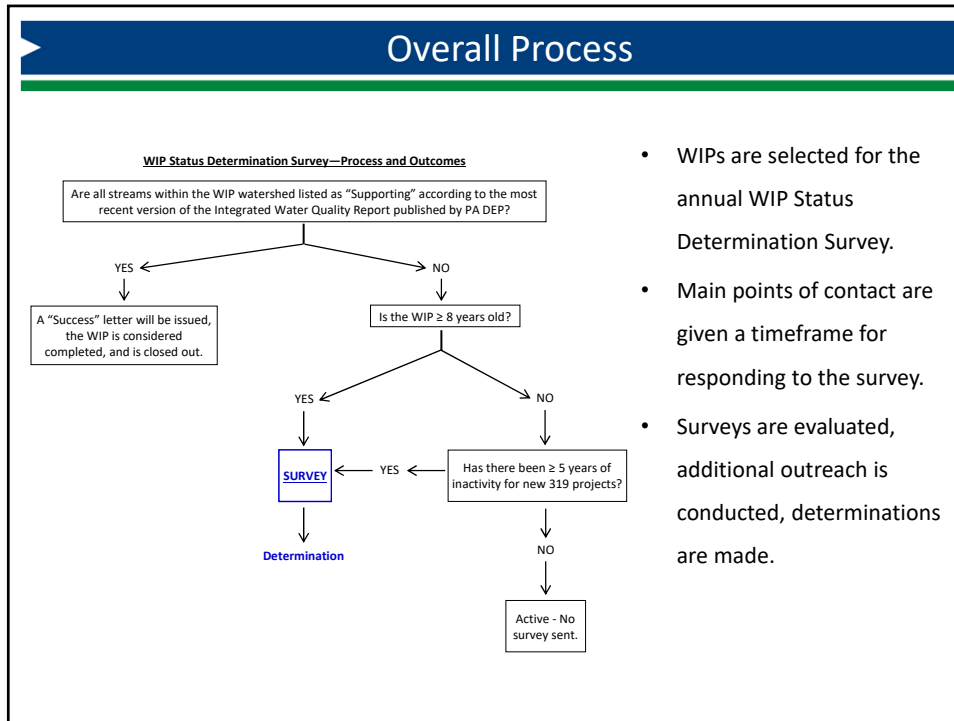 Overall Process
WIP Status Determination Survey—Process and Outcomes
Are all streams within the WIP watershed listed as “Supporting” according to the most
recent version of the Integrated Water Quality Report published by PA DEP?
YES
NO
A “Success” letter will be issued,
the WIP is considered
completed, and is closed out.
Is the WIP ≥ 8 years old?
YES
NO
SURVEY
YES
Has there been ≥ 5 years of
inactivity for new 319 projects?
Determination
NO
Active - No
survey sent.
• WIPs are selected for the
annual WIP Status
Determination Survey.
• Main points of contact are
given a timeframe for
responding to the survey.
• Surveys are evaluated,
additional outreach is
conducted, determinations
are made.